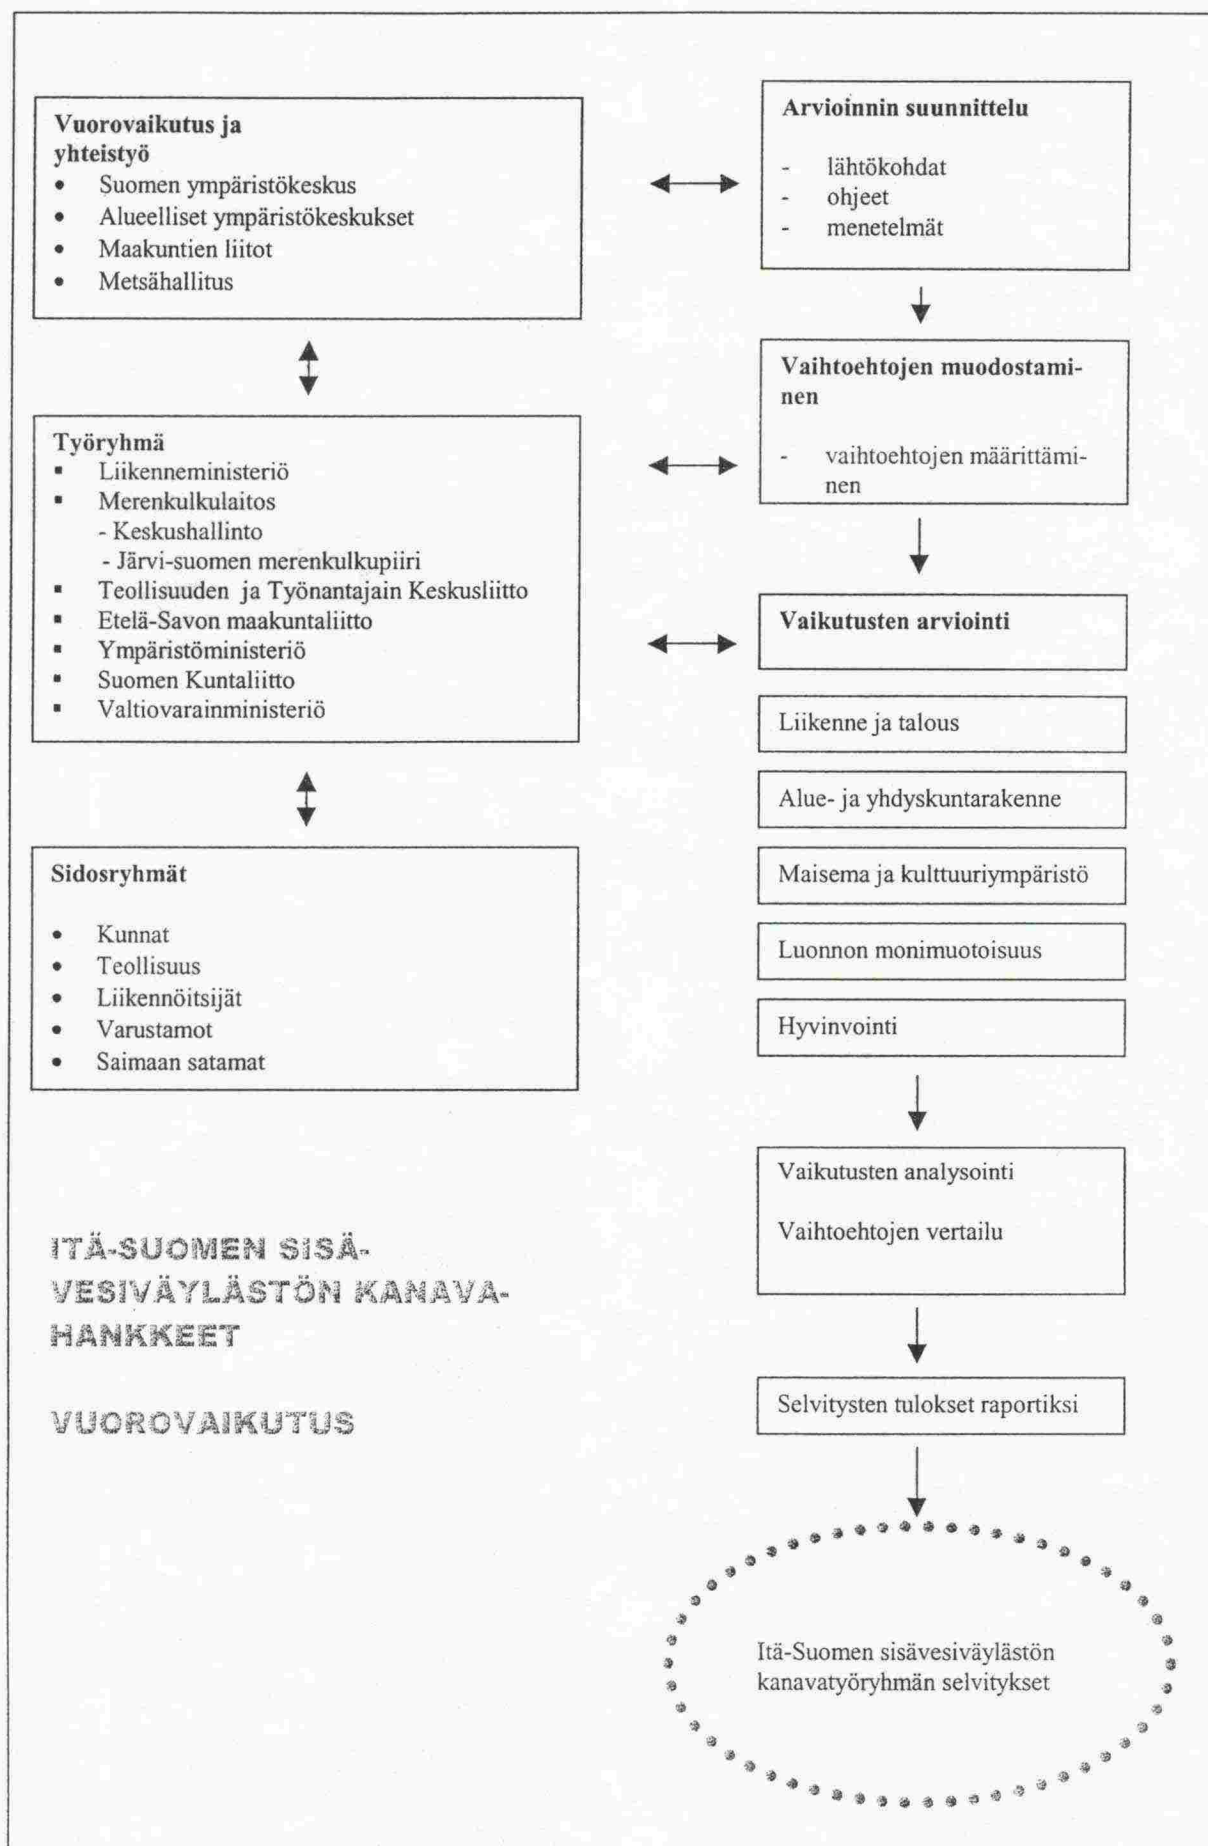 Vuorovaikutus ja
yhteistyö
• Suomen ympäristökeskus
• Alueelliset ympäristökeskukset
• Maakuntien liitot
• Metsähallitus
Työryhmä
▪ Liikenneministeriö
▪ Merenkulkulaitos
- Keskushallinto
- Järvi-suomen merenkulkupiiri
▪ Teollisuuden ja Työnantajain Keskusliitto
▪ Etelä-Savon maakuntaliitto
▪ Ympäristöministeriö
▪ Suomen Kuntaliitto
▪ Valtiovarainministeriö
Sidosryhmät
• Kunnat
• Teollisuus
• Liikennöitsijät
• Varustamot
• Saimaan satamat
ITÄ-SUOMEN SISÄ-
VESIVÄYLÄSTÖN KANAVA-
HANKKEET
VUOROVAIKUTUS
Arvioinnin suunnittelu
- lähtökohdat
- ohjeet
- menetelmät
Vaihtoehtojen muodostami-
nen
- vaihtoehtojen määrittämi-
nen
Vaikutusten arviointi
Liikenne ja talous
Alue- ja yhdyskuntarakenne
Maisema ja kulttuuriympäristö
Luonnon monimuotoisuus
Hyvinvointi
Vaikutusten analysointi
Vaihtoehtojen vertailu
Selvitysten tulokset raportiksi
Itä-Suomen sisävesiväylästön
kanavatyöryhmän selvitykset